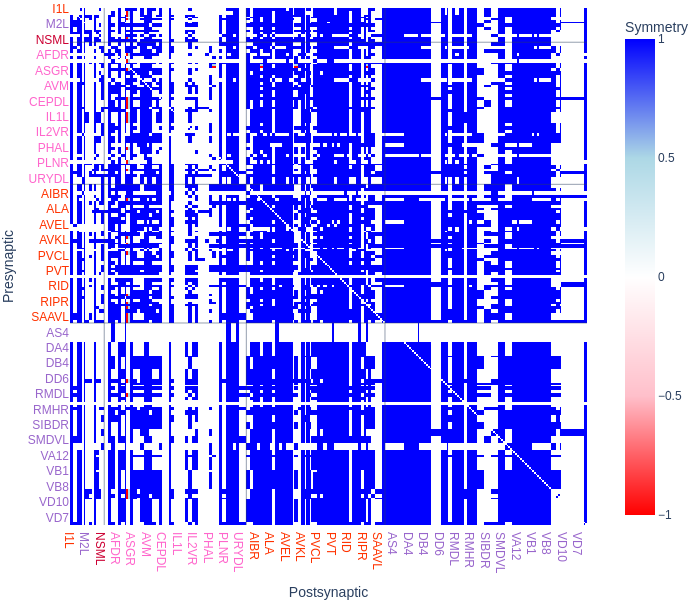 Symmetry
1
0.5
0
−0.5
−1
Presynaptic
I1L
M2L
NSML
AFDR
ASGR
AVM
CEPDL
IL1L
IL2VR
PHAL
PLNR
URYDL
AIBR
ALA
AVEL
AVKL
PVCL
PVT
RID
RIPR
SAAVL
AS4
DA4
DB4
DD6
RMDL
RMHR
SIBDR
SMDVL
VA12
VB1
VB8
VD10
VD7
I1L
M2L
NSML
AFDR
ASGR
AVM
CEPDL
IL1L
IL2VR
PHAL
PLNR
URYDL
AIBR
ALA
AVEL
AVKL
PVCL
PVT
RID
RIPR
SAAVL
AS4
DA4
DB4
DD6
RMDL
RMHR
SIBDR
SMDVL
VA12
VB1
VB8
VD10
VD7
Postsynaptic